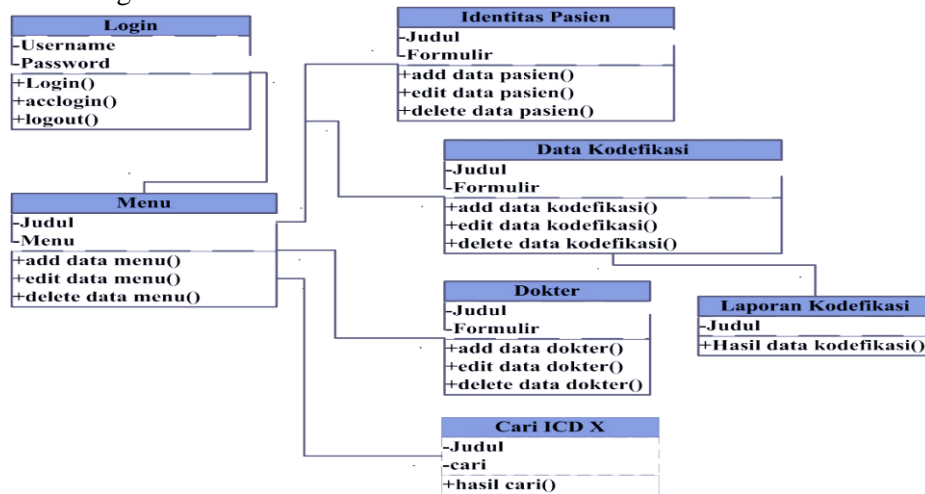 Login
-Username
-Password
+Login()
+acclogin()
+logout()
Identitas Pasien
-Judul
-Formulir
+add data pasien()
+edit data pasien()
+delete data pasien()
Data Kodefikasi
-Judul
-Formulir
+add data kodefikasi()
+edit data kodefikasi()
+delete data kodefikasi()
Menu
-Judul
-Menu
+add data menu()
+edit data menu()
+delete data menu()
Dokter
-Judul
-Formulir
+add data dokter()
+edit data dokter()
+delete data dokter()
Laporan Kodefikasi
-Judul
+Hasil data kodefikasi()
Cari ICD X
-Judul
-cari
+hasil cari()